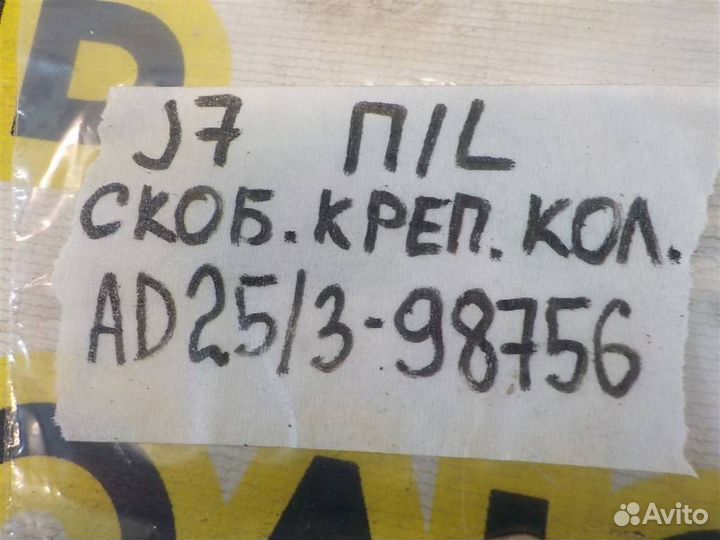 J7 П/L
СКОБ. КРЕП. КОЛ.
AD25/3-98756
Avito